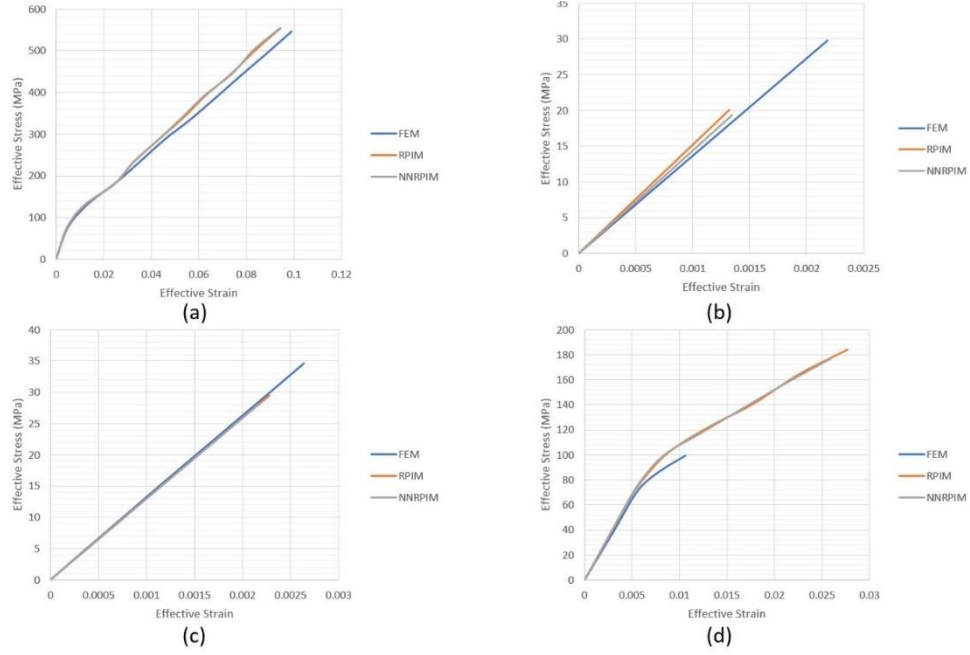 600
500
400
300
200
100
0
Effective Stress (MPa)
0 0.02 0.04 0.06 0.08 0.1 0.12
Effective Strain
FEM
RPIM
NNRPIM
(a)
35
30
25
20
15
10
5
0
Effective Stress (MPa)
0 0.0005 0.001 0.0015 0.002 0.0025
Effective Strain
FEM
RPIM
NNRPIM
(b)
40
35
30
25
20
15
10
5
0
Effective Stress (MPa)
0 0.0005 0.001 0.0015 0.002 0.0025 0.003
Effective Strain
FEM
RPIM
NNRPIM
(c)
200
180
160
140
120
100
80
60
40
20
0
Effective Stress (MPa)
0 0.005 0.01 0.015 0.02 0.025 0.03
Effective Strain
FEM
RPIM
NNRPIM
(d)